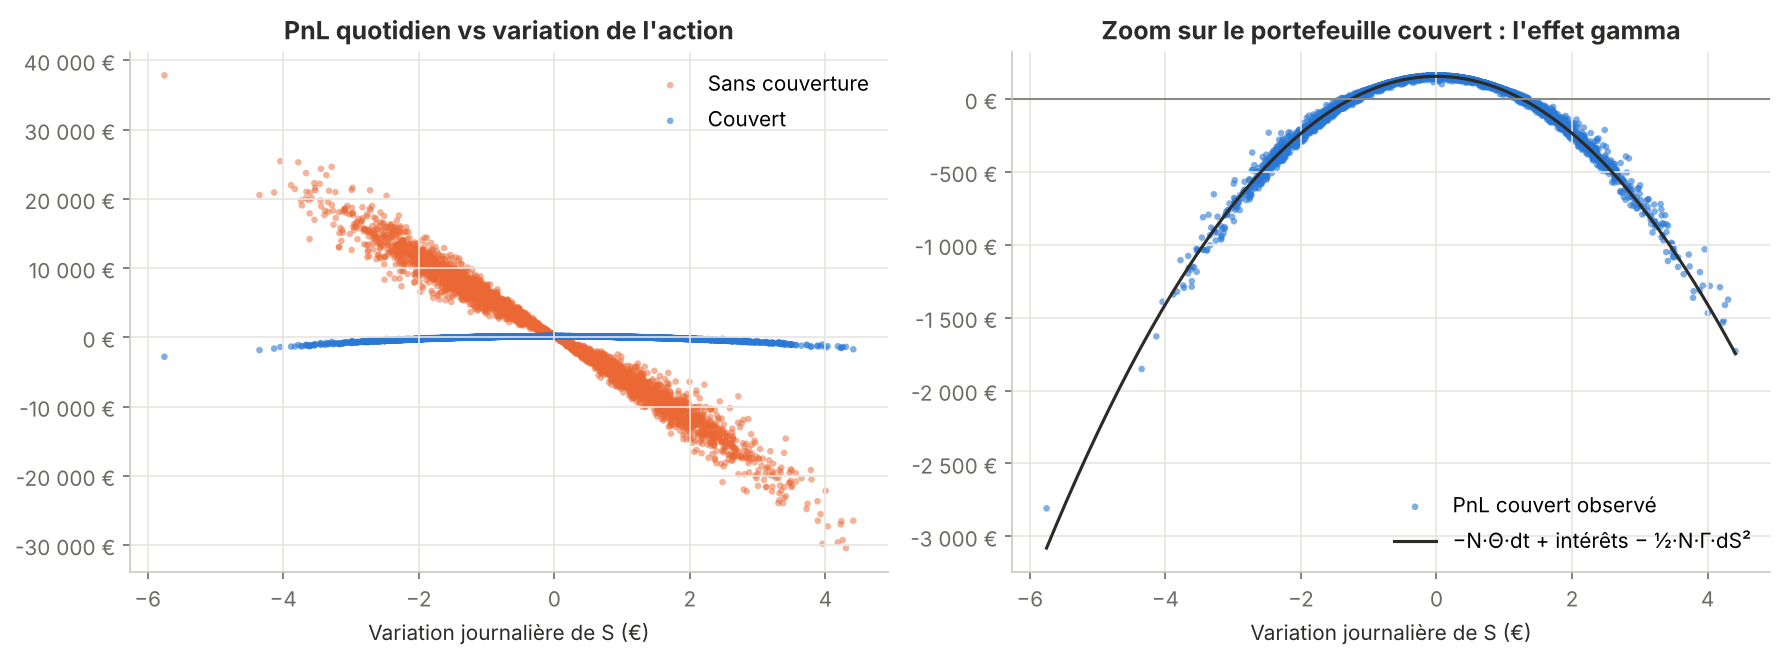 PnL quotidien vs variation de l'action
40 000 €
30 000 €
20 000 €
10 000 €
0 €
-10 000 €
-20 000 €
-30 000 €
Sans couverture
Couvert
−6
−4
−2
0
2
4
Variation journalière de S (€)
Zoom sur le portefeuille couvert : l'effet gamma
0 €
-500 €
-1 000 €
-1 500 €
-2 000 €
-2 500 €
-3 000 €
PnL couvert observé
−N·Θ·dt + intérêts − ½·N·Γ·dS²
−6
−4
−2
0
2
4
Variation journalière de S (€)